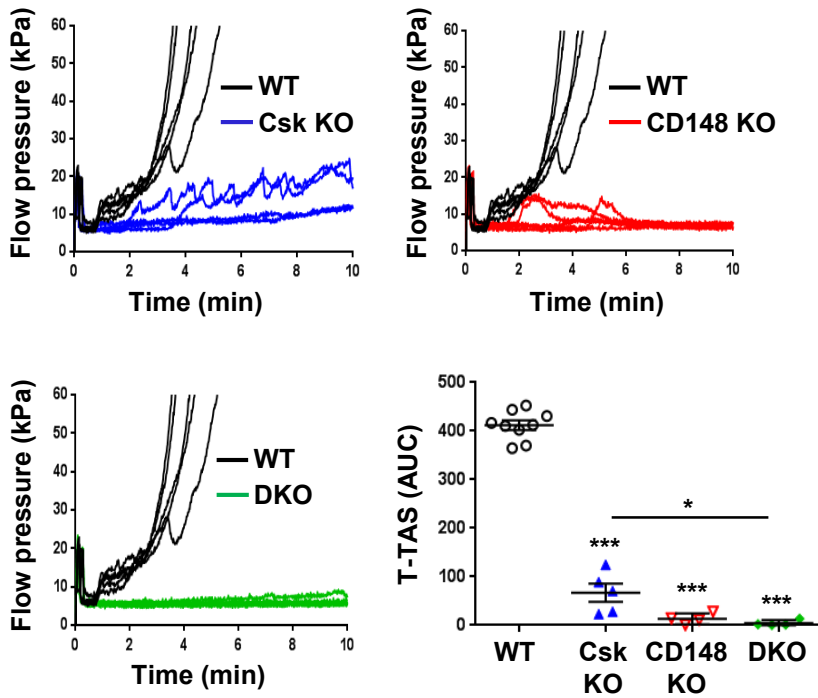 Flow pressure (kPa)
60
50
40
30
20
10
0
WT
Csk KO
0 2 4 6 8 10
Time (min)
Flow pressure (kPa)
60
50
40
30
20
10
0
WT
CD148 KO
0 2 4 6 8 10
Time (min)
Flow pressure (kPa)
60
50
40
30
20
10
0
WT
DKO
0 2 4 6 8 10
Time (min)
T-TAS (AUC)
500
400
300
200
100
0
*
***
***
***
WT Csk CD148 DKO
KO KO